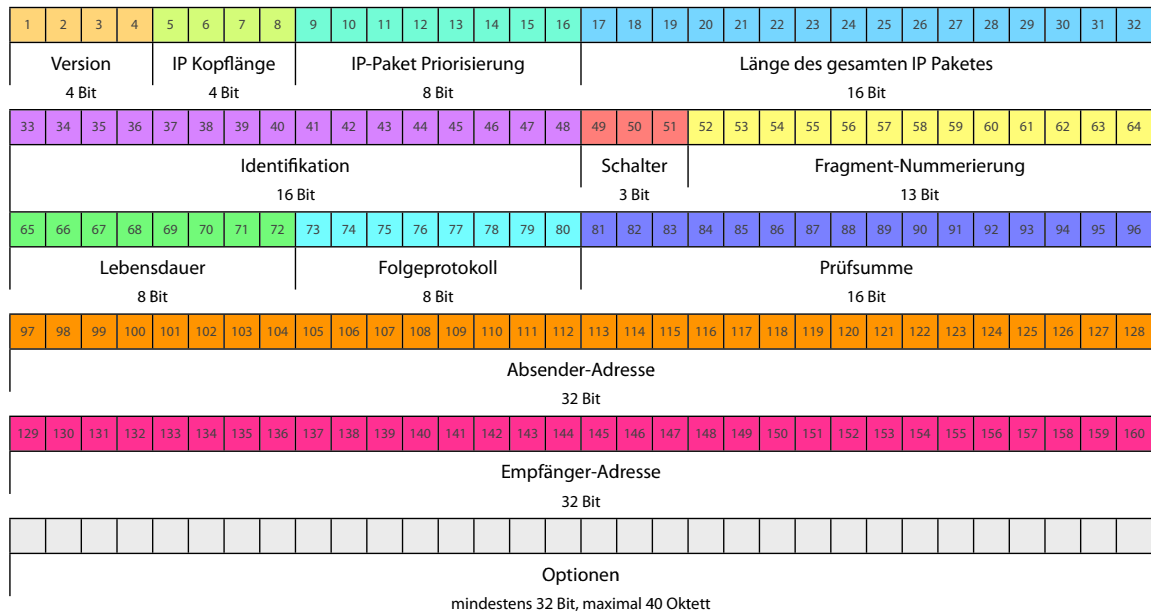 1 2 3 4 5 6 7 8 9 10 11 12 13 14 15 16 17 18 19 20 21 22 23 24 25 26 27 28 29 30 31 32
Version IP Kopflänge IP-Paket Priorisierung Länge des gesamten IP Paketes
4 Bit 4 Bit 8 Bit 16 Bit
33 34 35 36 37 38 39 40 41 42 43 44 45 46 47 48 49 50 51 52 53 54 55 56 57 58 59 60 61 62 63 64
Identifikation Schalter Fragment-Nummerierung
16 Bit 3 Bit 13 Bit
65 66 67 68 69 70 71 72 73 74 75 76 77 78 79 80 81 82 83 84 85 86 87 88 89 90 91 92 93 94 95 96
Lebensdauer Folgeprotokoll Prüfsumme
8 Bit 8 Bit 16 Bit
97 98 99 100 101 102 103 104 105 106 107 108 109 110 111 112 113 114 115 116 117 118 119 120 121 122 123 124 125 126 127 128
Absender-Adresse
32 Bit
129 130 131 132 133 134 135 136 137 138 139 140 141 142 143 144 145 146 147 148 149 150 151 152 153 154 155 156 157 158 159 160
Empfänger-Adresse
32 Bit
Optionen
mindestens 32 Bit, maximal 40 Oktett